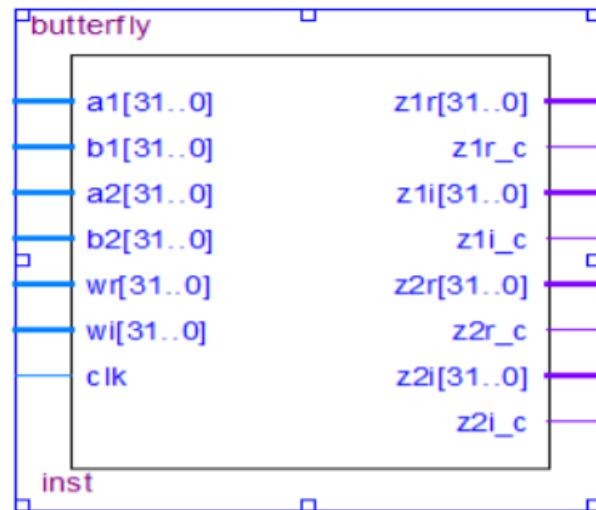 butterfly
a1[31..0]
b1[31..0]
a2[31..0]
b2[31..0]
wr[31..0]
wi[31..0]
clk
z1r[31..0]
z1r_c
z1i[31..0]
z1i_c
z2r[31..0]
z2r_c
z2i[31..0]
z2i_c
inst